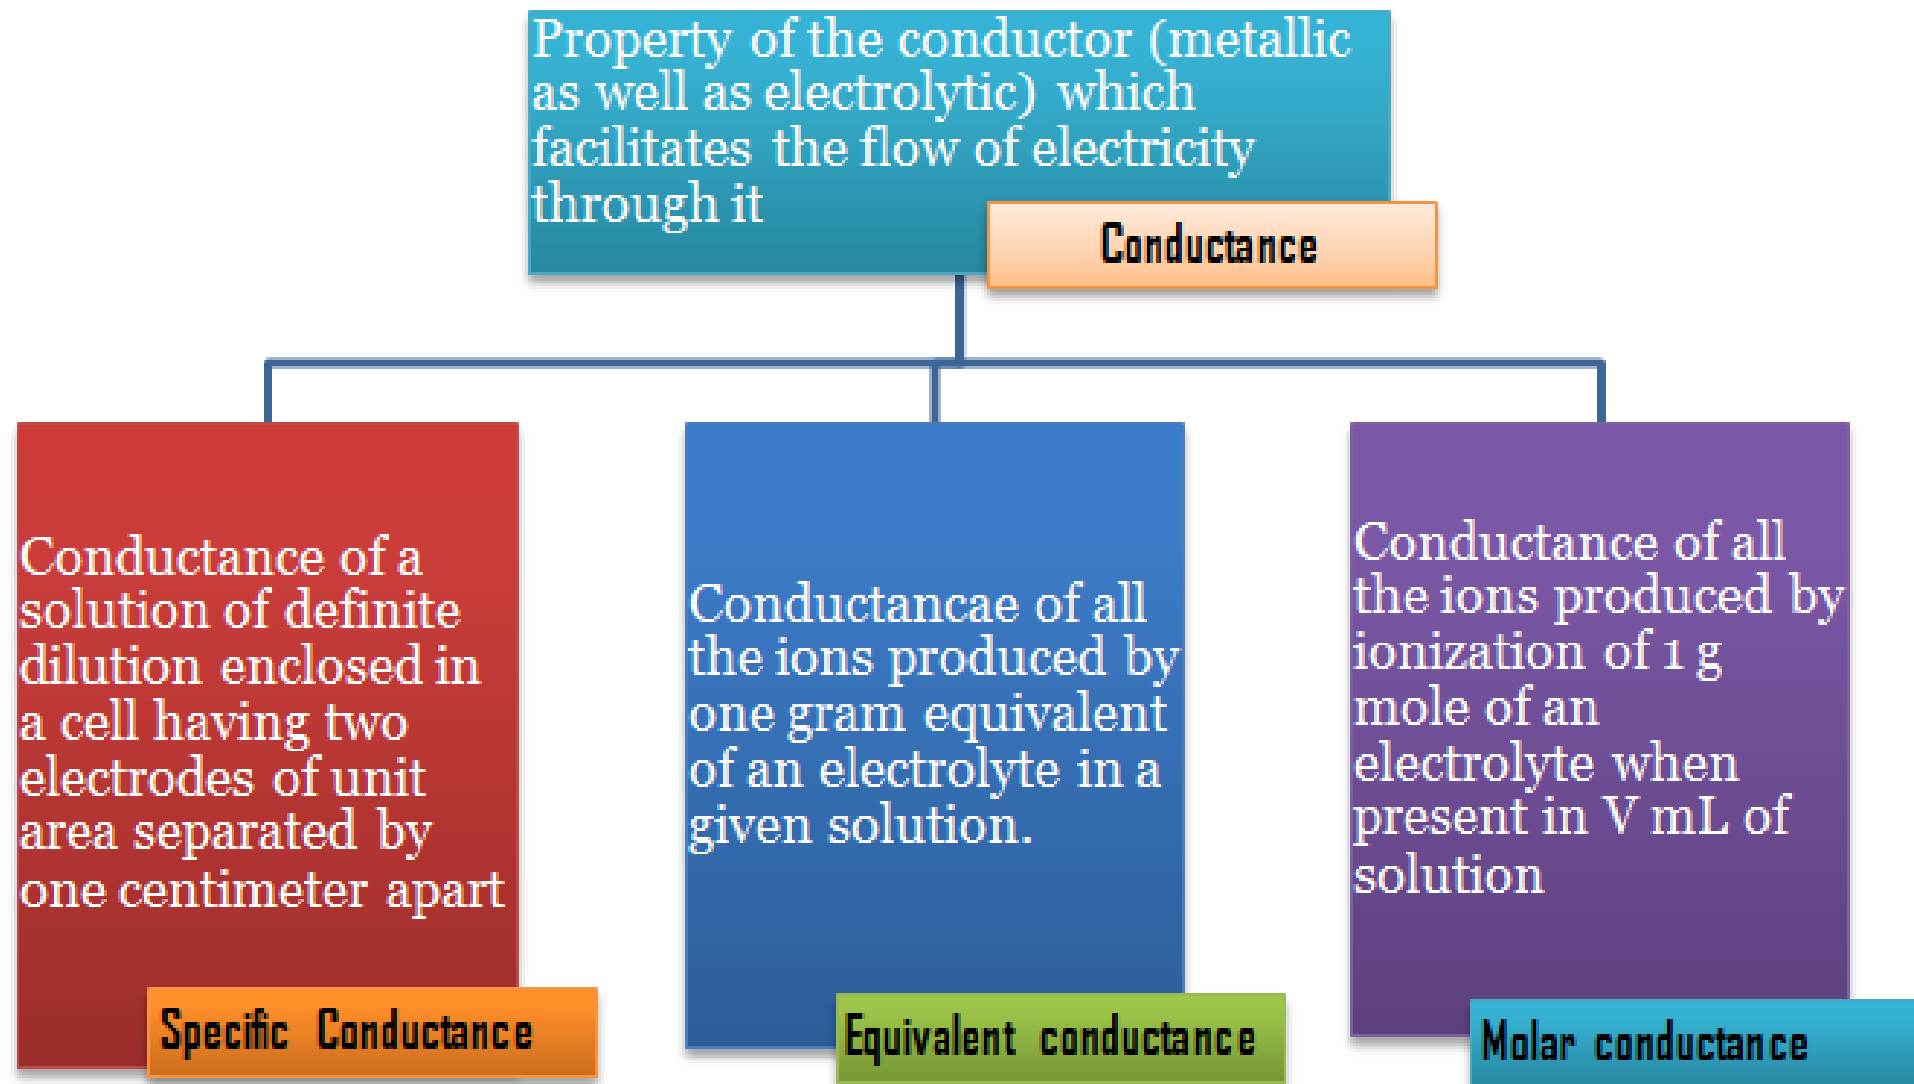 Property of the conductor (metallic
as well as electrolytic) which
facilitates the flow of electricity
through it
Conductance
Conductance of a
solution of definite
dilution enclosed in
a cell having two
electrodes of unit
area separated by
one centimeter apart
Specific Conductance
Conductancae of all
the ions produced by
one gram equivalent
of an electrolyte in a
given solution.
Equivalent conductance
Conductance of all
the ions produced by
ionization of 1 g
mole of an
electrolyte when
present in V mL of
solution
Molar conductance